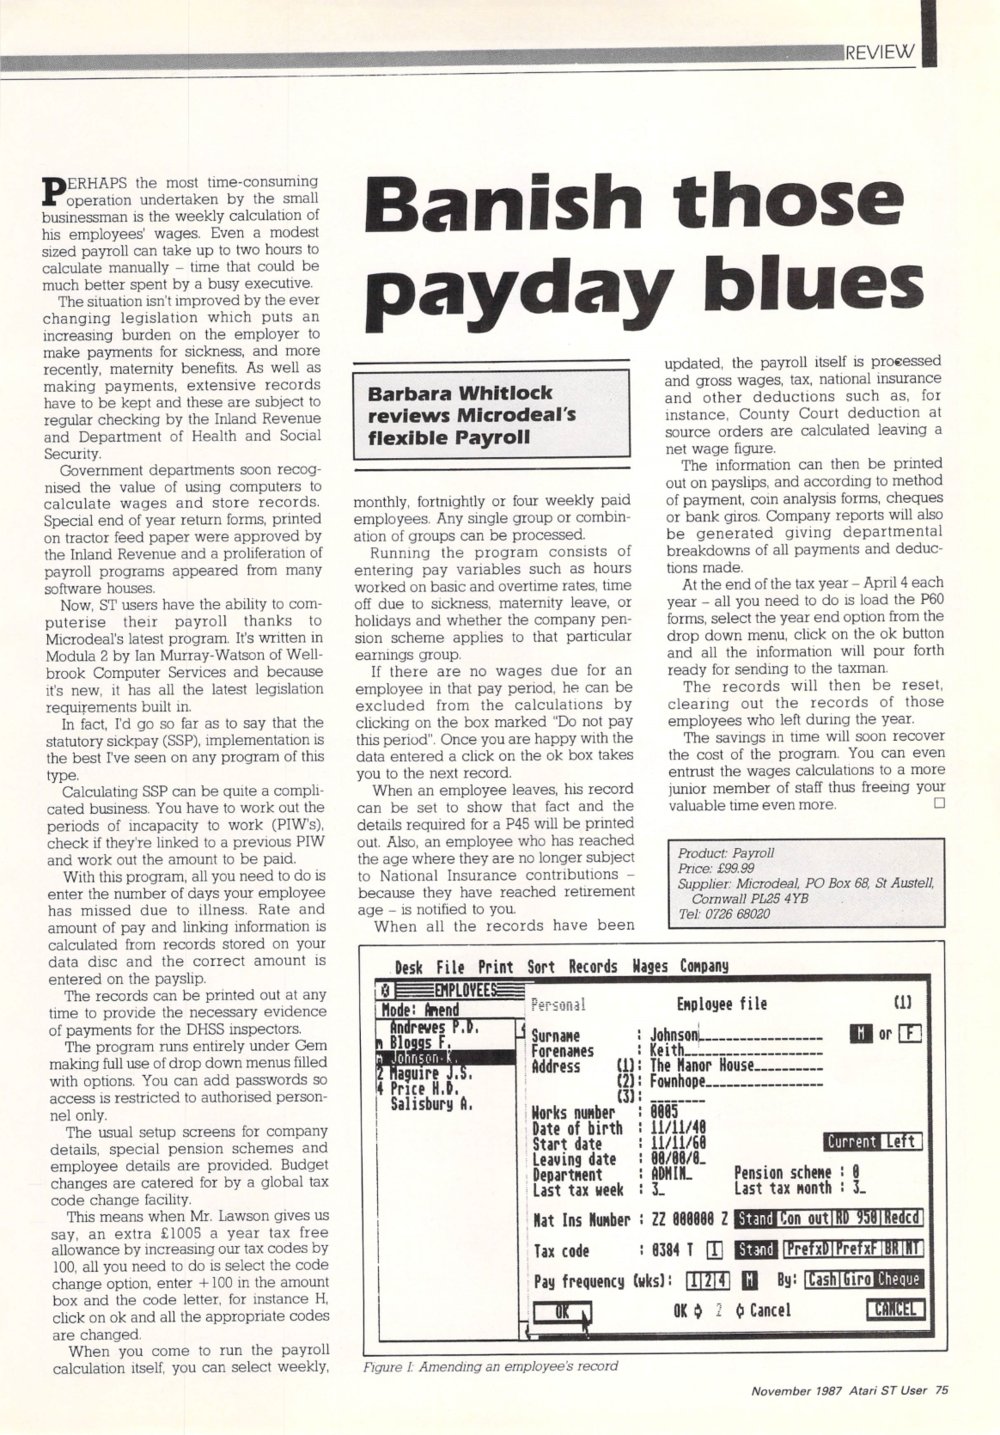 REVIEW
Banish those
payday blues
Barbara Whitlock
reviews Microdeal's
flexible Payroll
PERHAPS the most time-consuming
operation undertaken by the small
businessman is the weekly calculation of
his employees' wages. Even a modest
sized payroll can take up to two hours to
calculate manually – time that could be
much better spent by a busy executive.
The situation isn't improved by the ever
changing legislation which puts an
increasing burden on the employer to
make payments for sickness, and more
recently, maternity benefits. As well as
making payments, extensive records
have to be kept and these are subject to
regular checking by the Inland Revenue
and Department of Health and Social
Security.
Government departments soon recog-
nised the value of using computers to
calculate wages and store records.
Special end of year return forms, printed
on tractor feed paper were approved by
the Inland Revenue and a proliferation of
payroll programs appeared from many
software houses.
Now, ST users have the ability to com-
puterise their payroll thanks to
Microdeal's latest program. It's written in
Modula 2 by Ian Murray-Watson of Well-
brook Computer Services and because
it's new, it has all the latest legislation
requirements built in.
In fact, I'd go so far as to say that the
statutory sickpay (SSP), implementation is
the best I've seen on any program of this
type.
Calculating SSP can be quite a compli-
cated business. You have to work out the
periods of incapacity to work (PIW's),
check if they're linked to a previous PIW
and work out the amount to be paid.
With this program, all you need to do is
enter the number of days your employee
has missed due to illness. Rate and
amount of pay and linking information is
calculated from records stored on your
data disc and the correct amount is
entered on the payslip.
The records can be printed out at any
time to provide the necessary evidence
of payments for the DHSS inspectors.
The program runs entirely under Gem
making full use of drop down menus filled
with options. You can add passwords so
access is restricted to authorised person-
nel only.
The usual setup screens for company
details, special pension schemes and
employee details are provided. Budget
changes are catered for by a global tax
code change facility.
This means when Mr. Lawson gives us
say, an extra £1005 a year tax free
allowance by increasing our tax codes by
100, all you need to do is select the code
change option, enter +100 in the amount
box and the code letter, for instance H,
click on ok and all the appropriate codes
are changed.
When you come to run the payroll
calculation itself, you can select weekly,
monthly, fortnightly or four weekly paid
employees. Any single group or combin-
ation of groups can be processed.
Running the program consists of
entering pay variables such as hours
worked on basic and overtime rates, time
off due to sickness, maternity leave, or
holidays and whether the company pen-
sion scheme applies to that particular
earnings group.
If there are no wages due for an
employee in that pay period, he can be
excluded from the calculations by
clicking on the box marked "Do not pay
this period". Once you are happy with the
data entered a click on the ok box takes
you to the next record.
When an employee leaves, his record
can be set to show that fact and the
details required for a P45 will be printed
out. Also, an employee who has reached
the age where they are no longer subject
to National Insurance contributions –
because they have reached retirement
age – is notified to you.
When all the records have been
updated, the payroll itself is processed
and gross wages, tax, national insurance
and other deductions such as, for
instance, County Court deduction at
source orders are calculated leaving a
net wage figure.
The information can then be printed
out on payslips, and according to method
of payment, coin analysis forms, cheques
or bank giros. Company reports will also
be generated giving departmental
breakdowns of all payments and deduc-
tions made.
At the end of the tax year – April 4 each
year – all you need to do is load the P60
forms, select the year end option from the
drop down menu, click on the ok button
and all the information will pour forth
ready for sending to the taxman.
The records will then be reset,
clearing out the records of those
employees who left during the year.
The savings in time will soon recover
the cost of the program. You can even
entrust the wages calculations to a more
junior member of staff thus freeing your
valuable time even more.
Product: Payroll
Price: £99.99
Supplier: Microdeal, PO Box 68, St Austell,
Cornwall PL25 4YB
Tel: 0726 68020
Desk File Print Sort Records Wages Company
EMPLOYEES
Mode: Amend
Andrewes P.D.
m Bloggs F.
m Johnson K.
2 Maguire J.S.
4 Price H.D.
Salisbury A.
Personal Employee file (1)
Surname : Johnson M or F
Forenames : Keith
Address (1): The Manor House
(2): Fownhope
(3):
Works number : 0005
Date of birth : 11/11/40
Start date : 11/11/60 Current Left
Leaving date : 00/00/0_
Department : ADMIN_ Pension scheme : 0
Last tax week : 3_ Last tax month : 3_
Nat Ins Number : ZZ 000000 Z Stand Con out RD 950 Redcd
Tax code : 0384 T I Stand PrefxD PrefxF BR NT
Pay frequency (wks): 1 2 4 M By: Cash Giro Cheque
OK OK 2 Cancel CANCEL
Figure I: Amending an employee's record
November 1987 Atari ST User 75